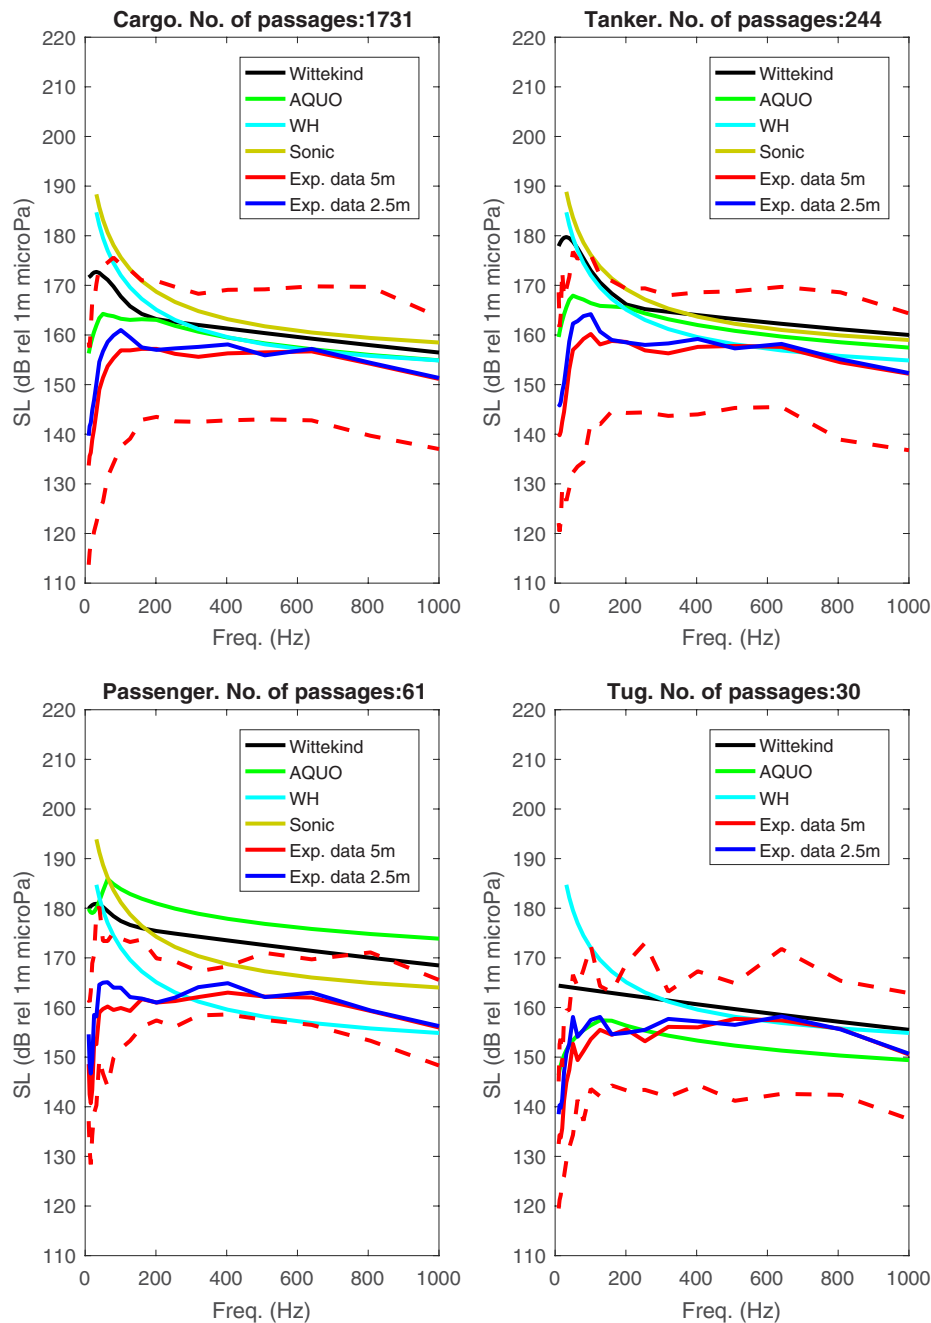 Cargo. No. of passages:1731
220
210
200
190
180
170
160
150
140
130
120
110
SL (dB rel 1m microPa)
Wittekind
AQUO
WH
Sonic
Exp. data 5m
Exp. data 2.5m
0 200 400 600 800 1000
Freq. (Hz)
Tanker. No. of passages:244
220
210
200
190
180
170
160
150
140
130
120
110
SL (dB rel 1m microPa)
Wittekind
AQUO
WH
Sonic
Exp. data 5m
Exp. data 2.5m
0 200 400 600 800 1000
Freq. (Hz)
Passenger. No. of passages:61
220
210
200
190
180
170
160
150
140
130
120
110
SL (dB rel 1m microPa)
Wittekind
AQUO
WH
Sonic
Exp. data 5m
Exp. data 2.5m
0 200 400 600 800 1000
Freq. (Hz)
Tug. No. of passages:30
220
210
200
190
180
170
160
150
140
130
120
110
SL (dB rel 1m microPa)
Wittekind
AQUO
WH
Exp. data 5m
Exp. data 2.5m
0 200 400 600 800 1000
Freq. (Hz)